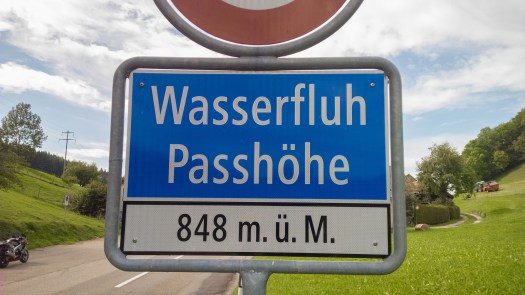 Wasserfluh
Passhöhe
848 m. ü. M.